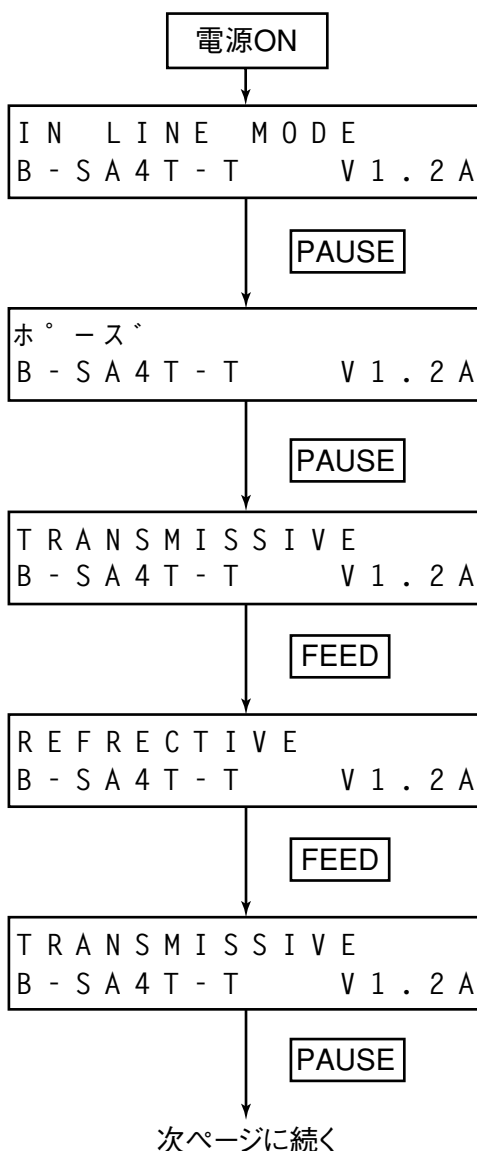 電源ON
IN LINE MODE
B-SA4T-T V1.2A
PAUSE
ポーズ
B-SA4T-T V1.2A
PAUSE
TRANSMISSIVE
B-SA4T-T V1.2A
FEED
REFRECTIVE
B-SA4T-T V1.2A
FEED
TRANSMISSIVE
B-SA4T-T V1.2A
PAUSE
次ページに続く